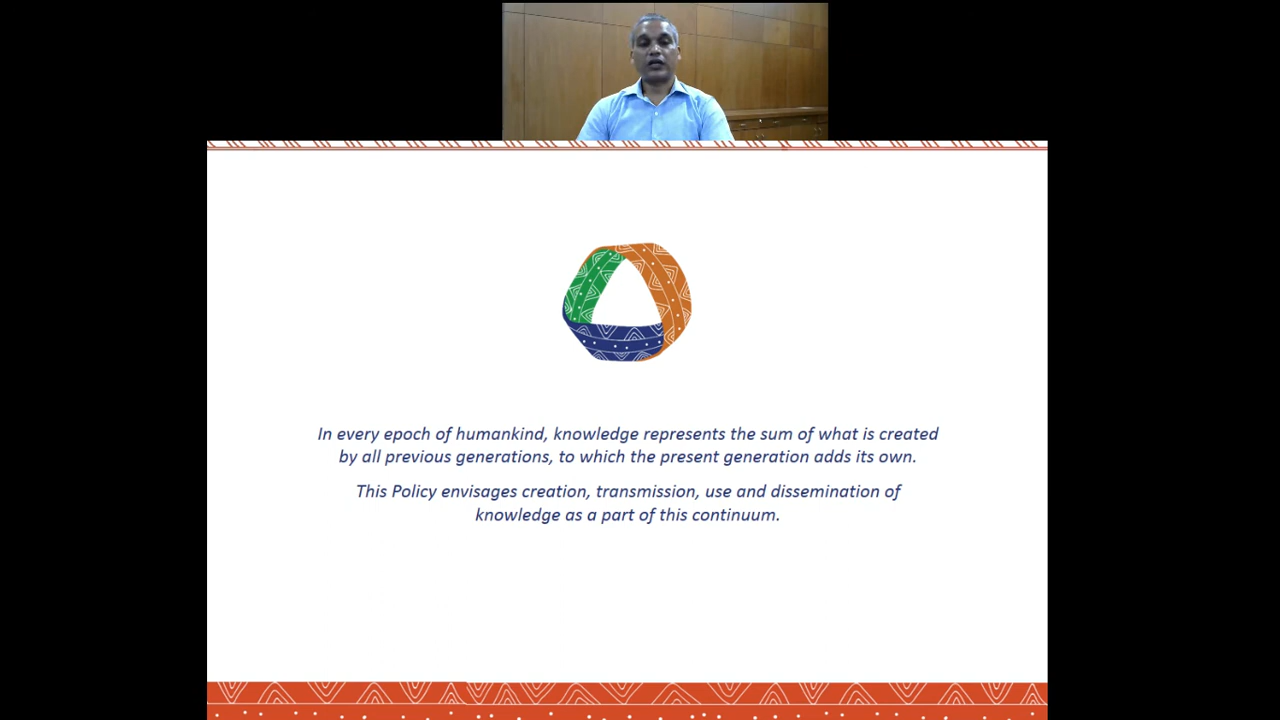 In every epoch of humankind, knowledge represents the sum of what is created
by all previous generations, to which the present generation adds its own.
This Policy envisages creation, transmission, use and dissemination of
knowledge as a part of this continuum.